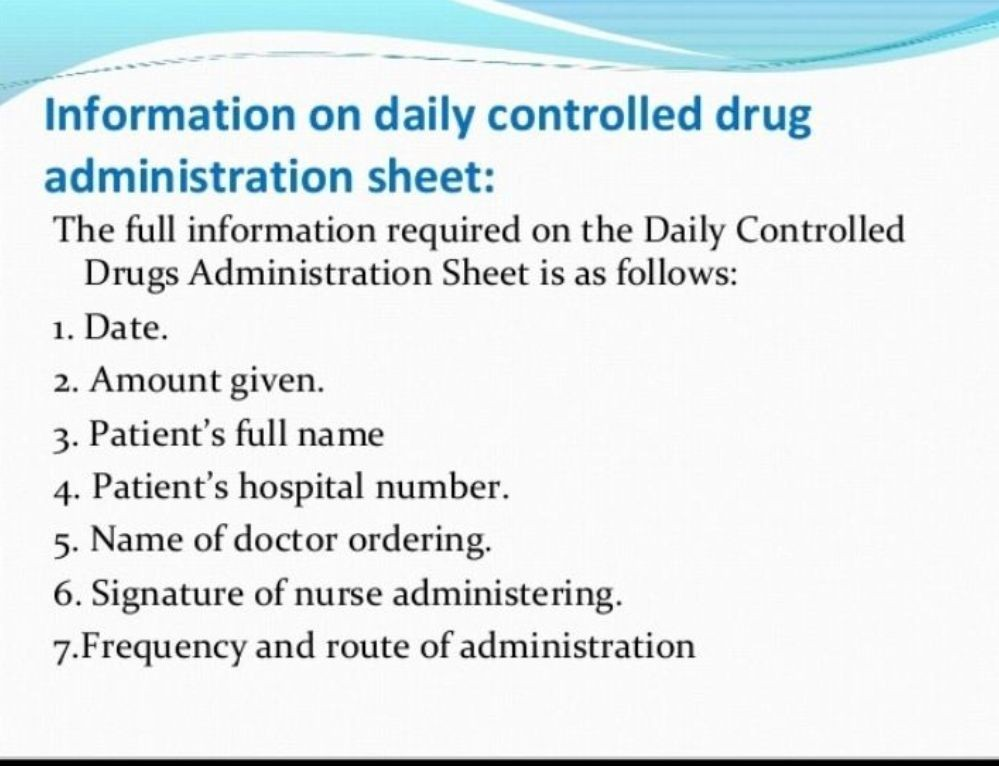 Information on daily controlled drug
administration sheet:
The full information required on the Daily Controlled
Drugs Administration Sheet is as follows:
1. Date.
2. Amount given.
3. Patient’s full name
4. Patient’s hospital number.
5. Name of doctor ordering.
6. Signature of nurse administering.
7.Frequency and route of administration